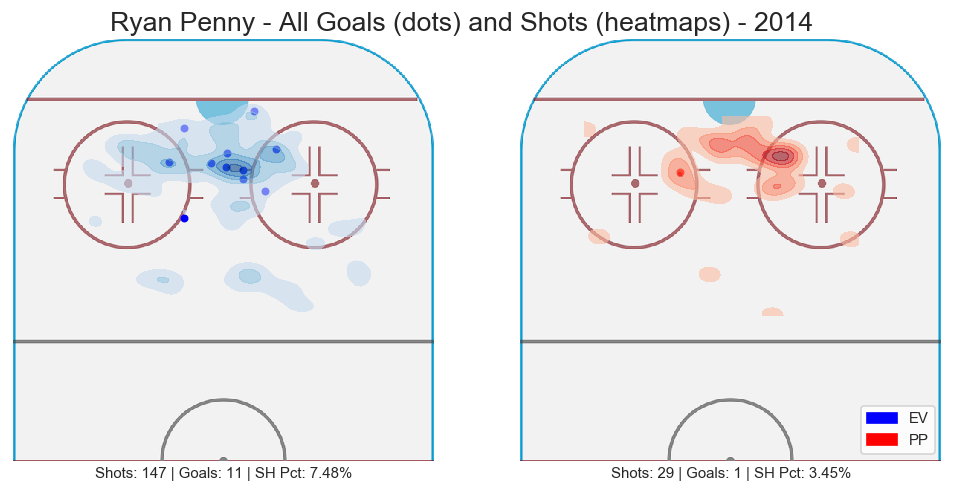 Ryan Penny - All Goals (dots) and Shots (heatmaps) - 2014
EV
PP
Shots: 147 | Goals: 11 | SH Pct: 7.48%
Shots: 29 | Goals: 1 | SH Pct: 3.45%